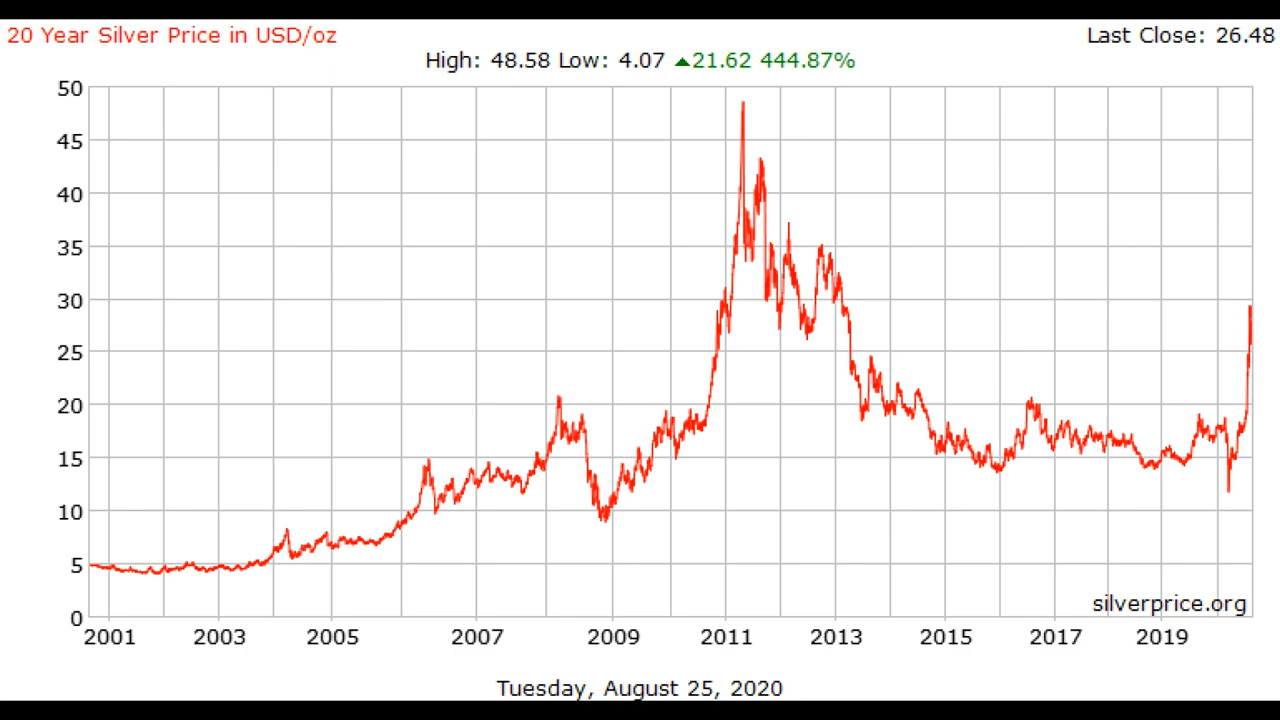 20 Year Silver Price in USD/oz
Last Close: 26.48
High: 48.58 Low: 4.07 ▲21.62 444.87%
50
45
40
35
30
25
20
15
10
5
0
silverprice.org
2001 2003 2005 2007 2009 2011 2013 2015 2017 2019
Tuesday, August 25, 2020